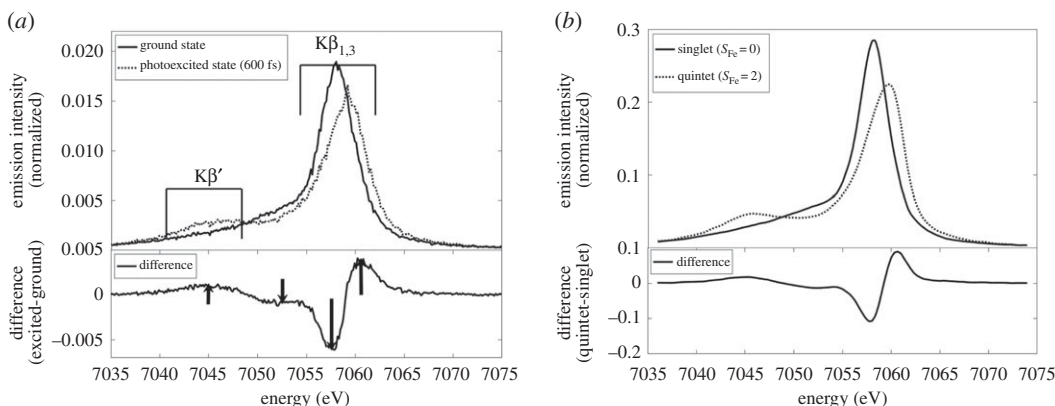 (a)
0.020
0.015
0.010
0.005
0.005
0
−0.005
emission intensity
(normalized)
difference
(excited-ground)
ground state
photoexcited state (600 fs)
Kβ1,3
Kβ′
difference
7035 7040 7045 7050 7055 7060 7065 7070 7075
energy (eV)
(b)
0.3
0.2
0.1
0.1
0
−0.1
−0.2
emission intensity
(normalized)
difference
(quintet-singlet)
singlet (SFe = 0)
quintet (SFe = 2)
difference
7035 7040 7045 7050 7055 7060 7065 7070 7075
energy (eV)